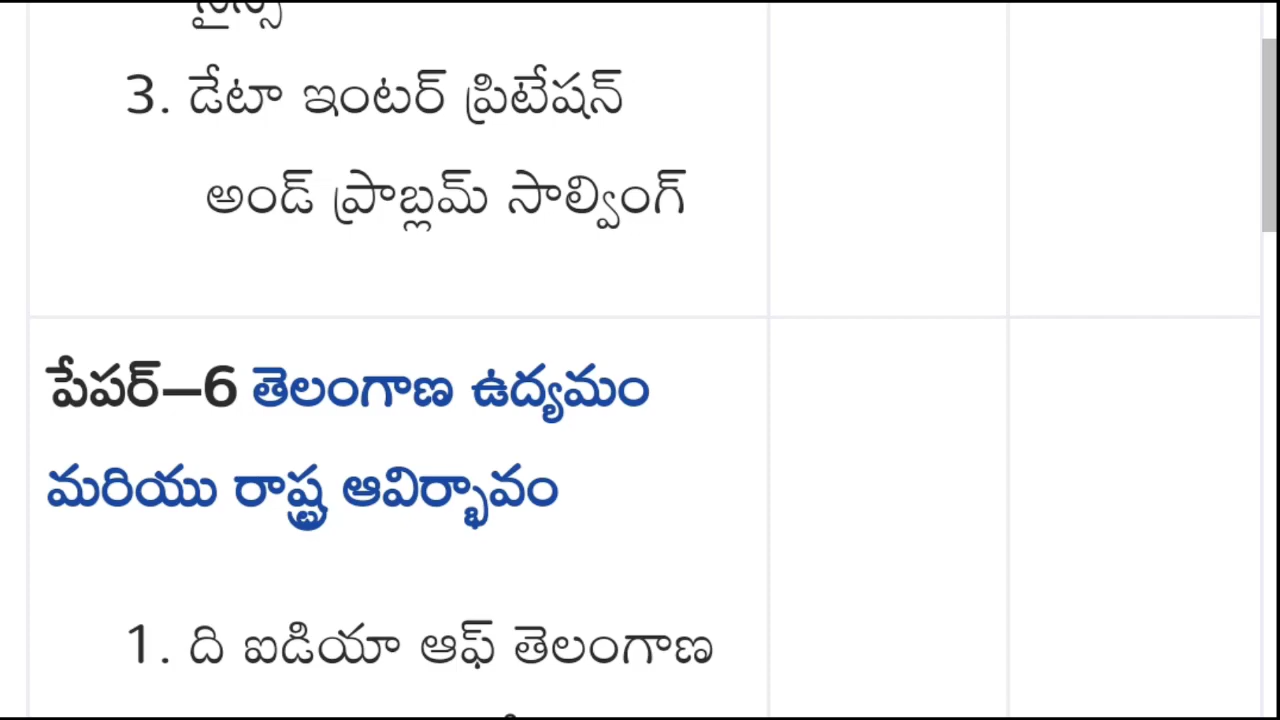 3. డేటా ఇంటర్ ప్రిటేషన్
అండ్ ప్రాబ్లమ్ సాల్వింగ్
పేపర్–6 తెలంగాణ ఉద్యమం
మరియు రాష్ట్ర ఆవిర్భావం
1. ది ఐడియా ఆఫ్ తెలంగాణ